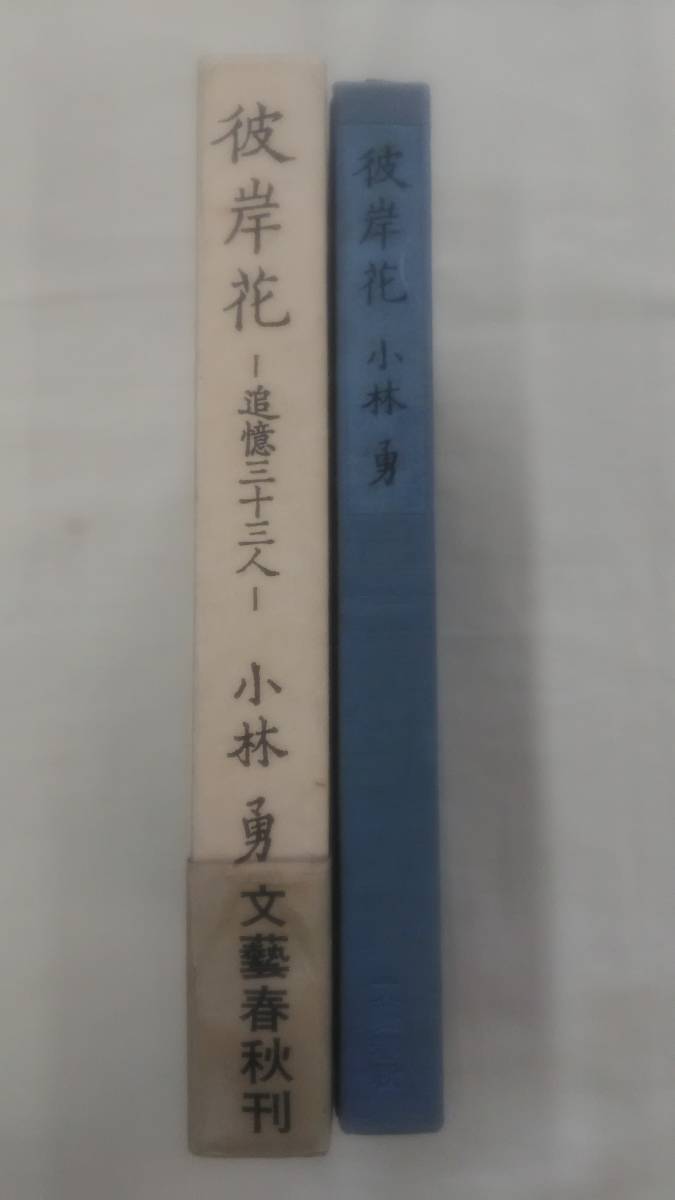 彼岸花
－追憶三十三人－
小林 勇
文藝春秋刊
彼岸花 小林 勇